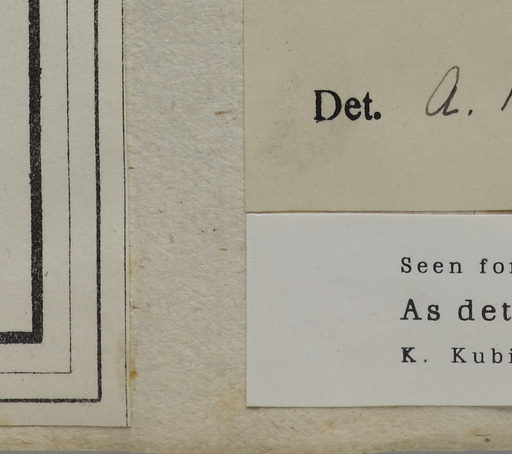 Det. A.
Seen for
As det
K. Kubi